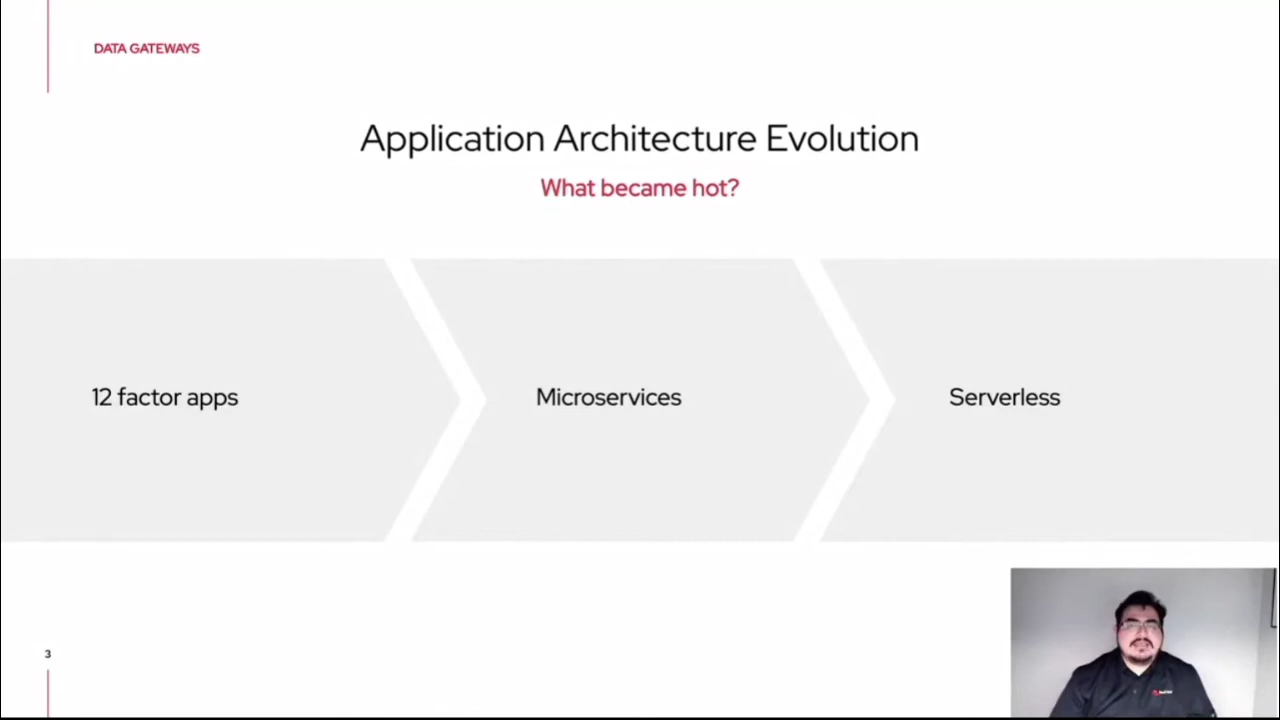 DATA GATEWAYS
Application Architecture Evolution
What became hot?
12 factor apps
Microservices
Serverless
3